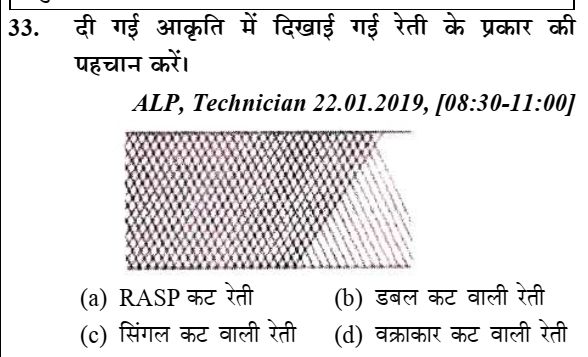 33. दी गई आकृति में दिखाई गई रेती के प्रकार की
पहचान करें।
ALP, Technician 22.01.2019, [08:30-11:00]
(a) RASP कट रेती (b) डबल कट वाली रेती
(c) सिंगल कट वाली रेती (d) वक्राकार कट वाली रेती